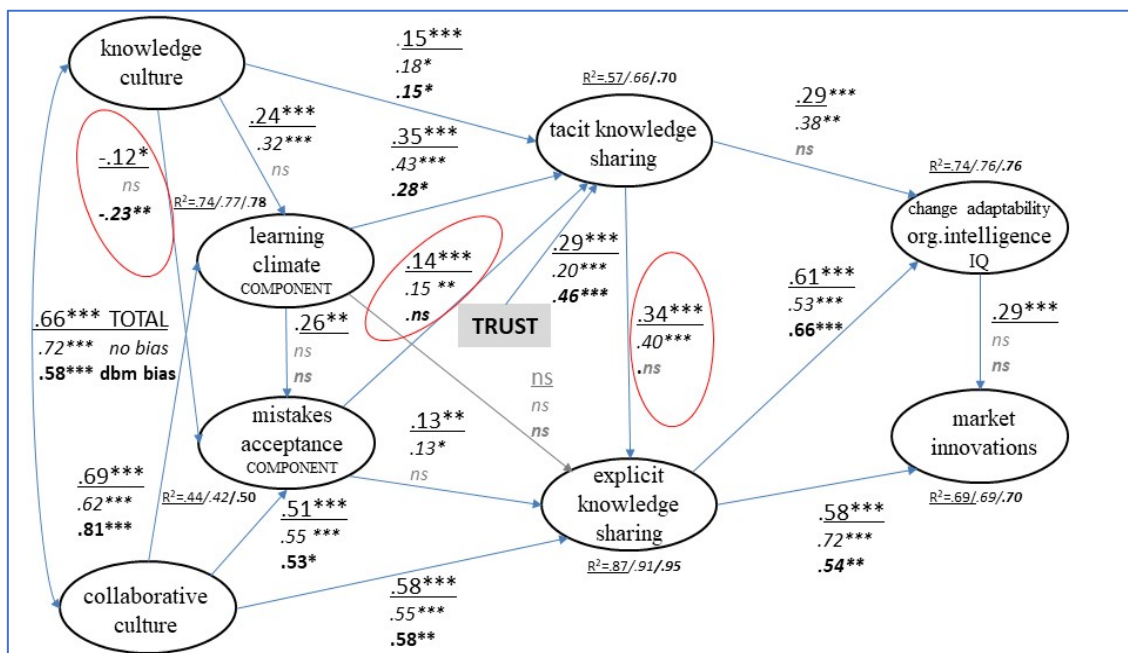 knowledge
culture
.15***
.18*
.15*
R²=.57/.66/.70
tacit knowledge
sharing
.29***
.38**
ns
.24***
.32***
ns
.35***
.43***
.28*
-.12*
ns
-.23**
R²=.74/.77/.78
learning
climate
COMPONENT
R²=.74/.76/.76
change adaptability
org.intelligence
IQ
.14***
.15 **
.ns
.29***
.20***
.46***
TRUST
.34***
.40***
.ns
.61***
.53***
.66***
.29***
ns
ns
.66*** TOTAL
.72*** no bias
.58*** dbm bias
.26**
ns
ns
ns
ns
ns
mistakes
acceptance
COMPONENT
.13**
.13*
ns
market
innovations
R²=.69/.69/.70
.69***
.62***
.81***
R²=.44/.42/.50
.51***
.55 ***
.53*
explicit
knowledge
sharing
R²=.87/.91/.95
.58***
.72***
.54**
collaborative
culture
.58***
.55***
.58**